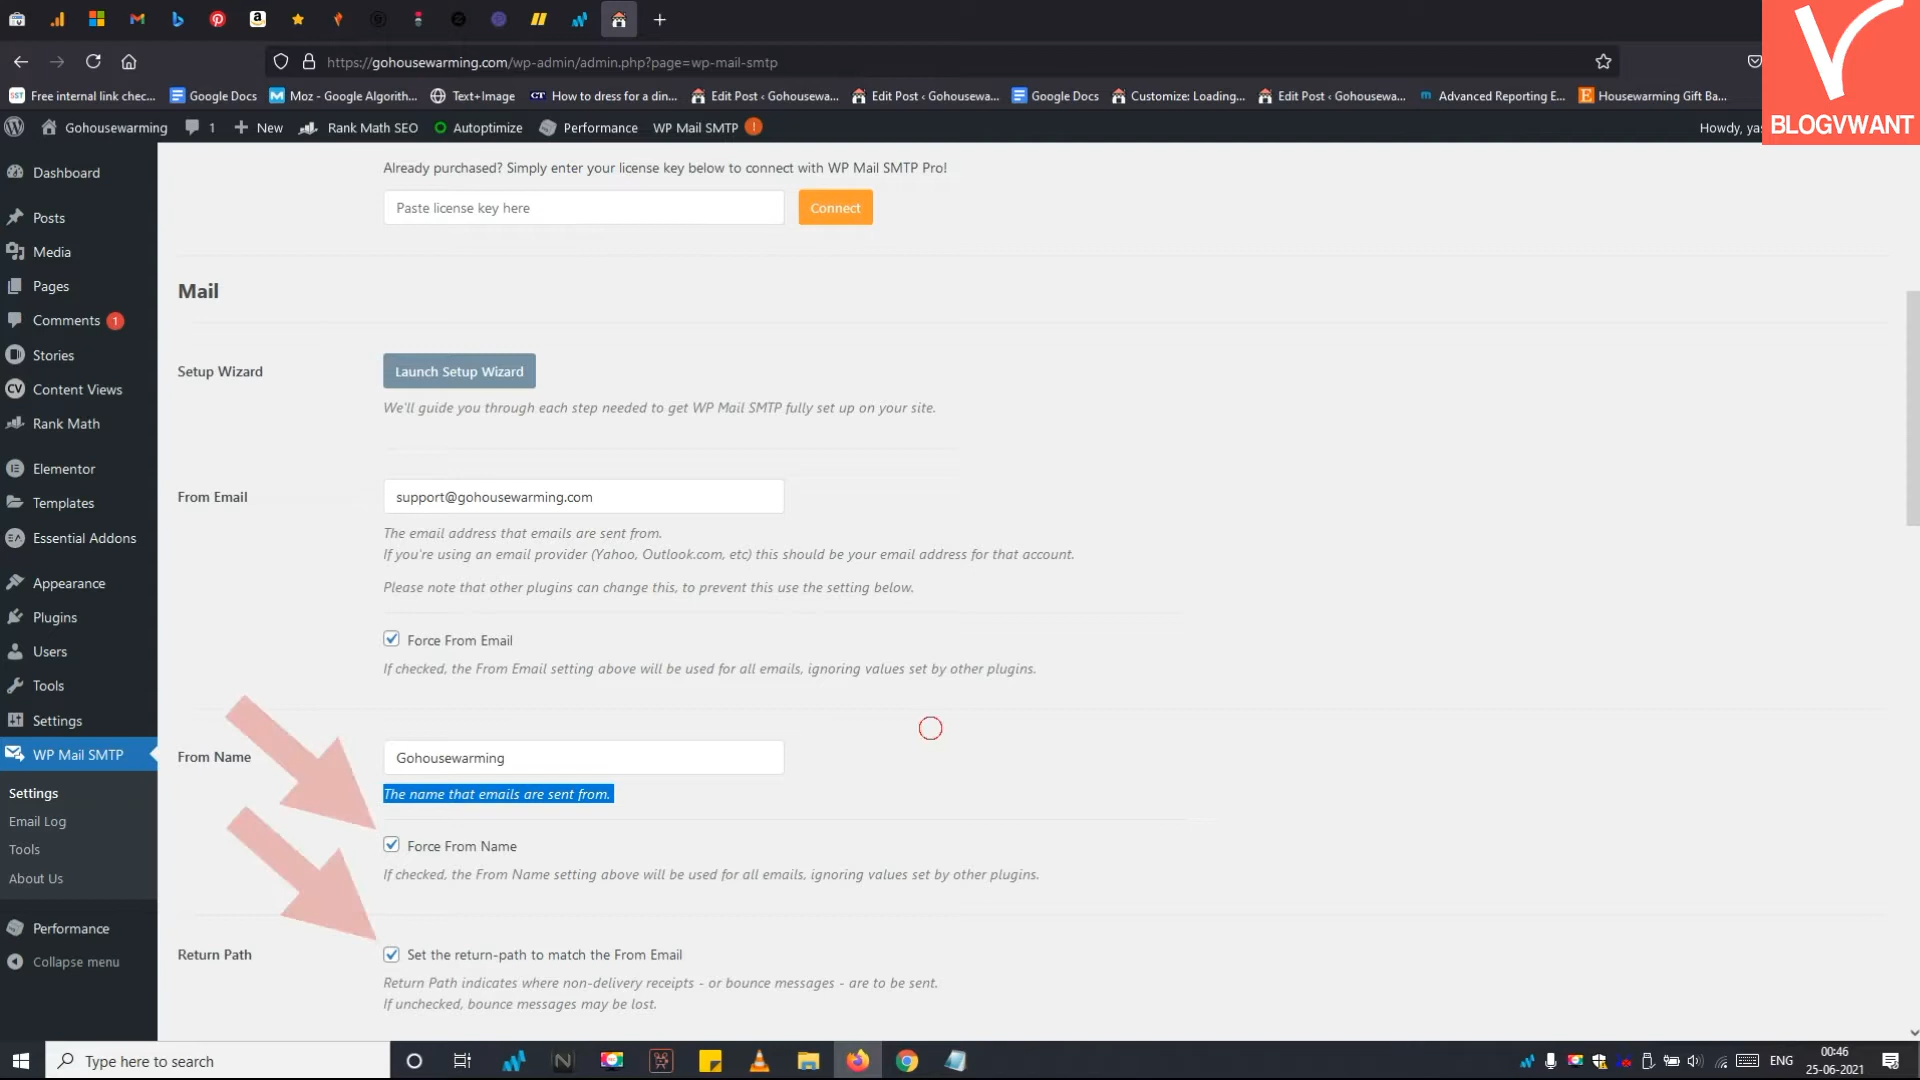 https://gohousewarming.com/wp-admin/admin.php?page=wp-mail-smtp
SST Free internal link chec... Google Docs Moz - Google Algorith... Text+Image CT How to dress for a din... Edit Post ‹ Gohousewa... Edit Post ‹ Gohousewa... Google Docs Customize: Loading... Edit Post ‹ Gohousewa... m Advanced Reporting E... E Housewarming Gift Ba...
BLOGVWANT
Gohousewarming 1 New Rank Math SEO Autoptimize Performance WP Mail SMTP ! Howdy, yas
Dashboard
Posts
Media
Pages
Comments 1
Stories
CV Content Views
Rank Math
Elementor
Templates
EA Essential Addons
Appearance
Plugins
Users
Tools
Settings
WP Mail SMTP
Settings
Email Log
Tools
About Us
Performance
Collapse menu
Already purchased? Simply enter your license key below to connect with WP Mail SMTP Pro!
Paste license key here Connect
Mail
Setup Wizard Launch Setup Wizard
We'll guide you through each step needed to get WP Mail SMTP fully set up on your site.
From Email support@gohousewarming.com
The email address that emails are sent from.
If you're using an email provider (Yahoo, Outlook.com, etc) this should be your email address for that account.
Please note that other plugins can change this, to prevent this use the setting below.
Force From Email
If checked, the From Email setting above will be used for all emails, ignoring values set by other plugins.
From Name Gohousewarming
The name that emails are sent from.
Force From Name
If checked, the From Name setting above will be used for all emails, ignoring values set by other plugins.
Return Path Set the return-path to match the From Email
Return Path indicates where non-delivery receipts - or bounce messages - are to be sent.
If unchecked, bounce messages may be lost.
Type here to search ENG 00:46
25-06-2021